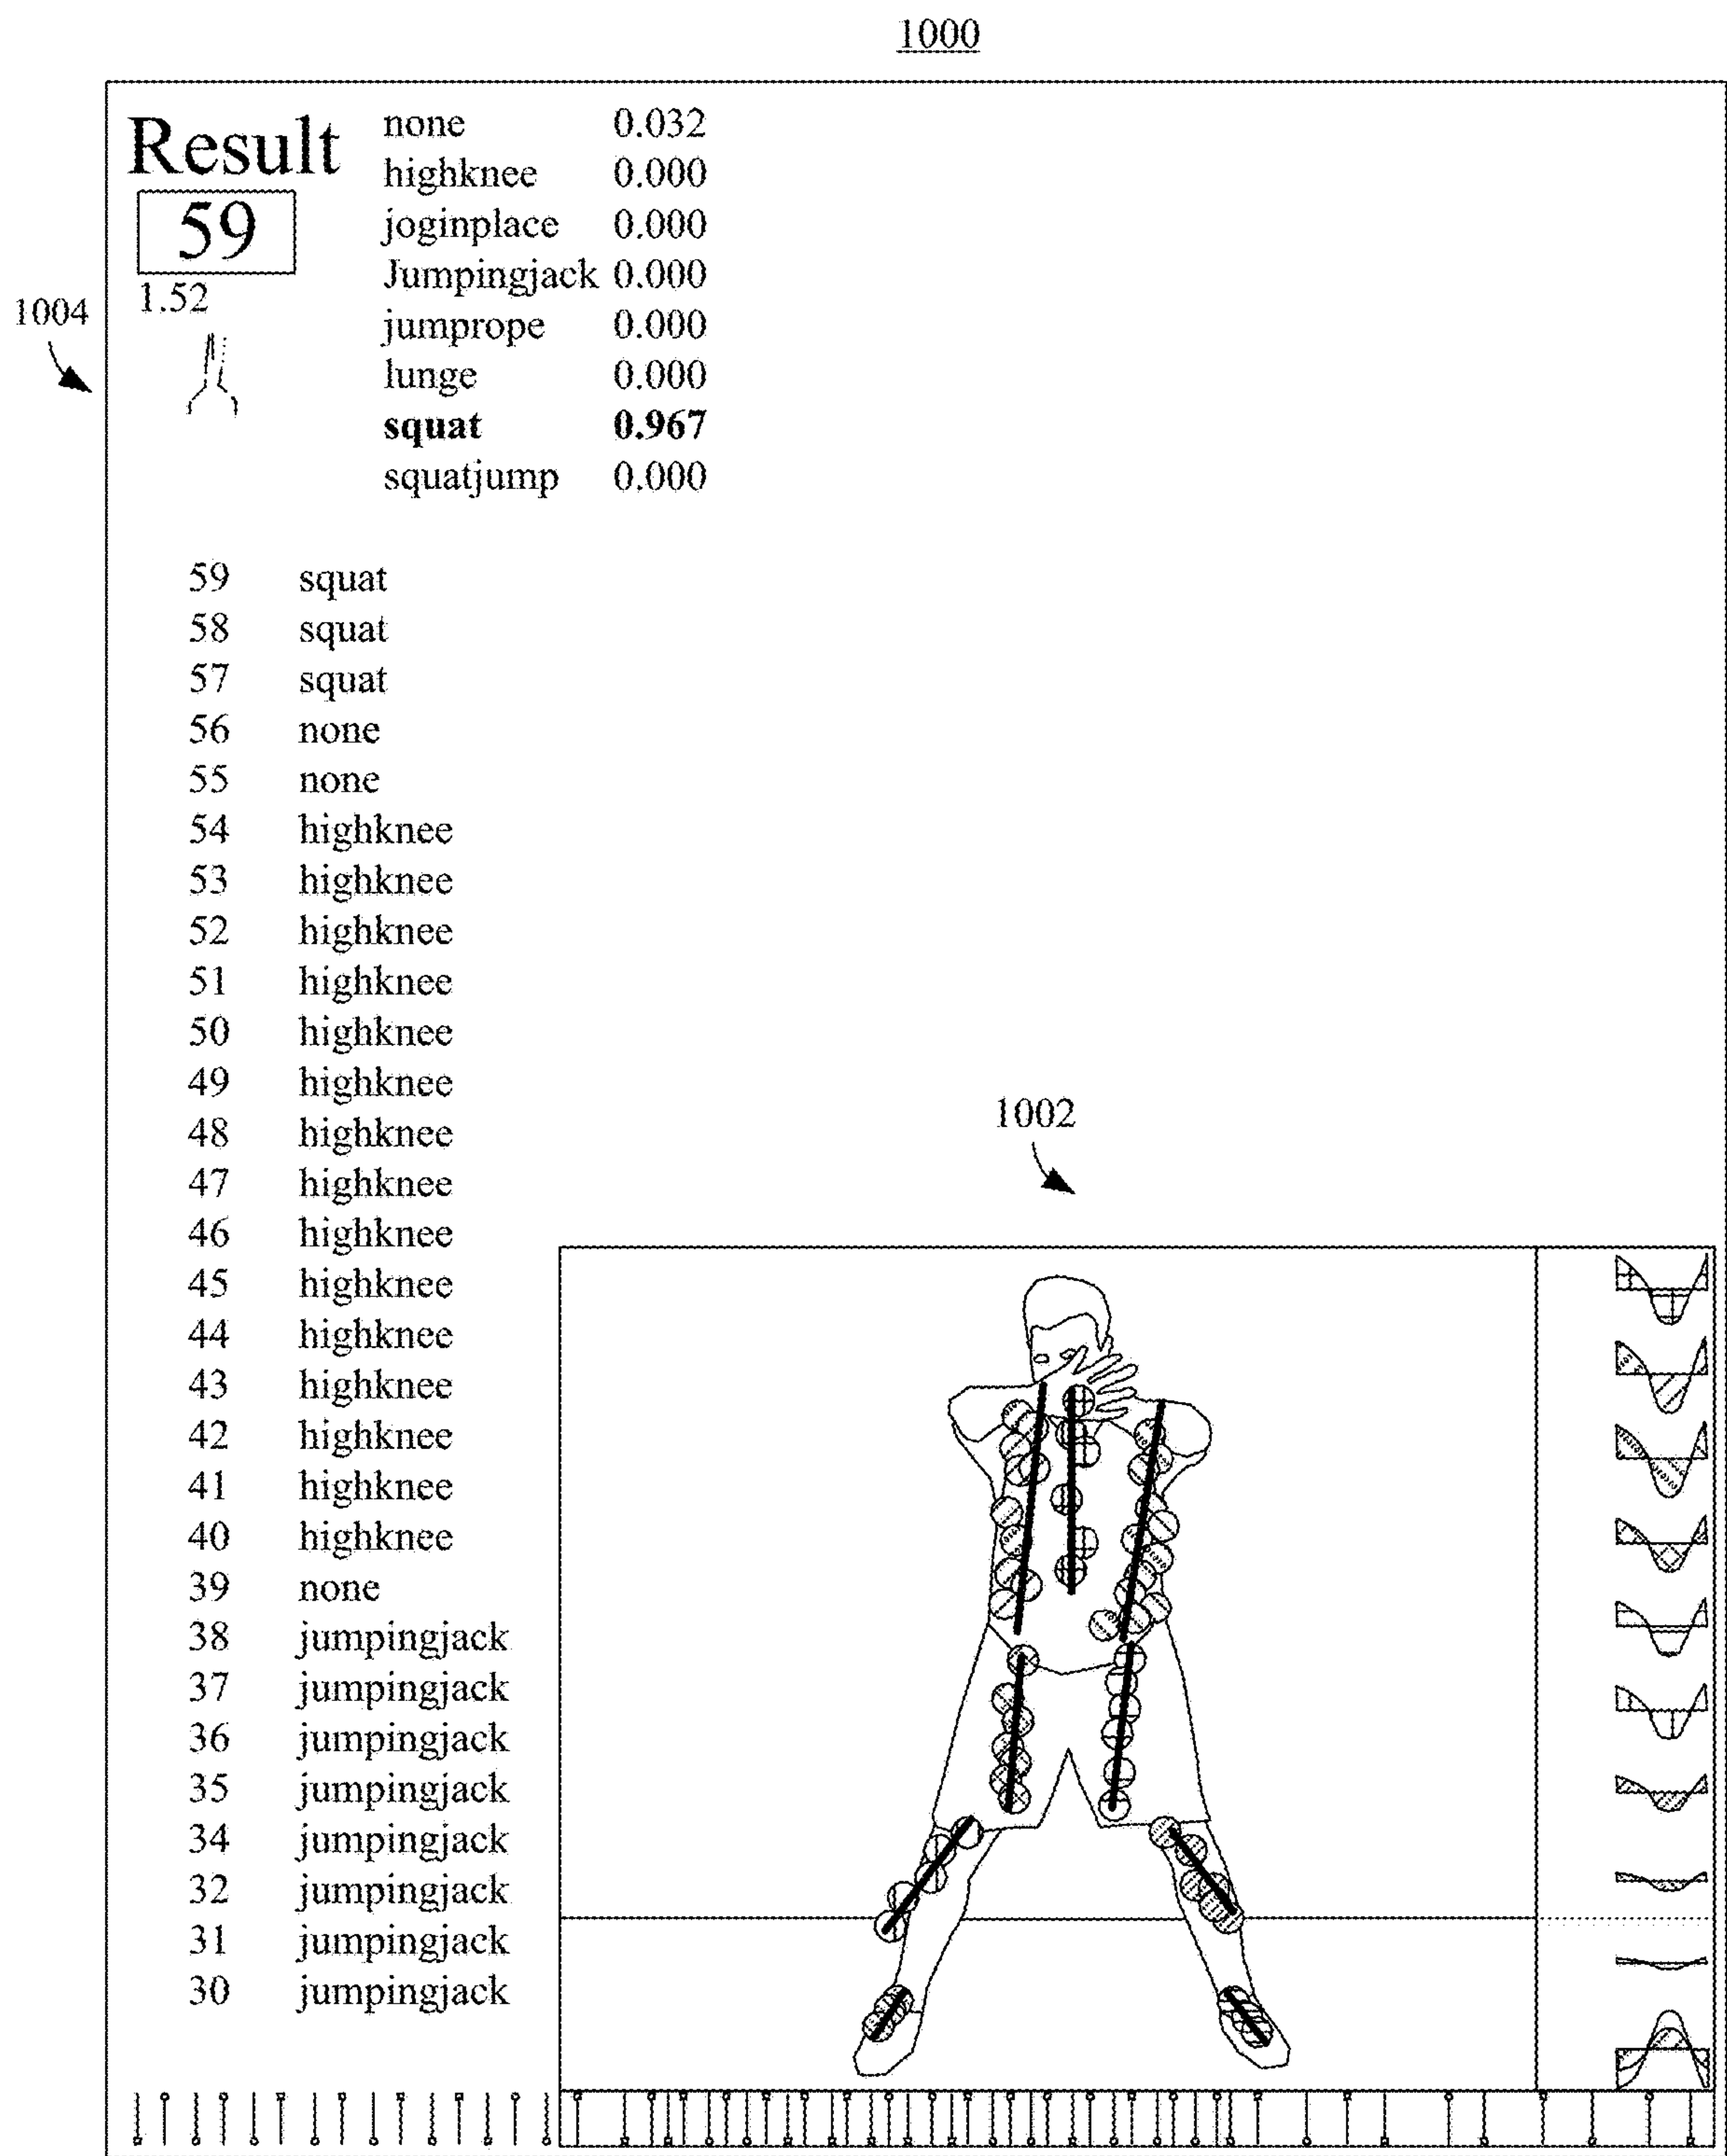 1000
Result
59
1.52
1004
none 0.032
highknee 0.000
joginplace 0.000
Jumpingjack 0.000
jumprope 0.000
lunge 0.000
squat 0.967
squatjump 0.000
59 squat
58 squat
57 squat
56 none
55 none
54 highknee
53 highknee
52 highknee
51 highknee
50 highknee
49 highknee
48 highknee
47 highknee
46 highknee
45 highknee
44 highknee
43 highknee
42 highknee
41 highknee
40 highknee
39 none
38 jumpingjack
37 jumpingjack
36 jumpingjack
35 jumpingjack
34 jumpingjack
32 jumpingjack
31 jumpingjack
30 jumpingjack
1002